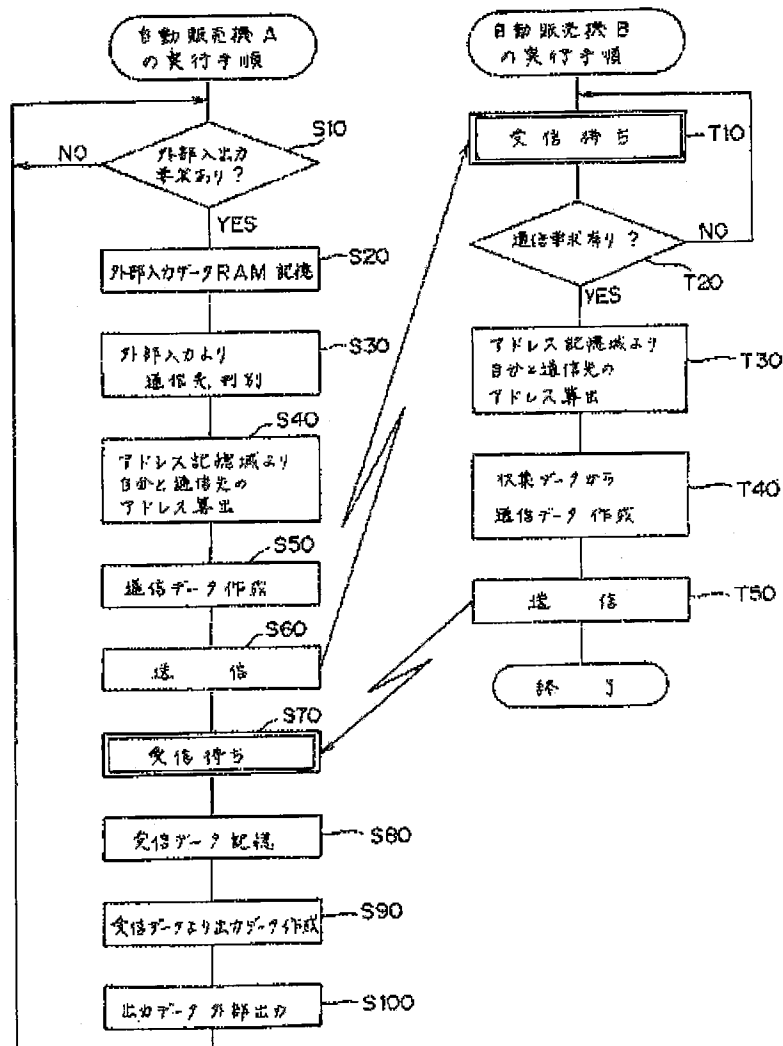 自動販売機 A
の実行手順
S10
外部入出力
要求あり?
NO
YES
外部入力データRAM 記憶
S20
外部入力より
通信先判別
S30
S40
アドレス記憶域より
自分と通信先の
アドレス算出
S50
通信データ作成
S60
送 信
S70
受信待ち
受信データ記憶
S80
受信データより出力データ作成
S90
出力データ外部出力
S100
自動販売機 B
の実行手順
受信待ち
T10
通信要求有り?
NO
T20
YES
アドレス記憶域より
自分と通信先の
アドレス算出
T30
収集データから
通信データ作成
T40
送 信
T50
終 了